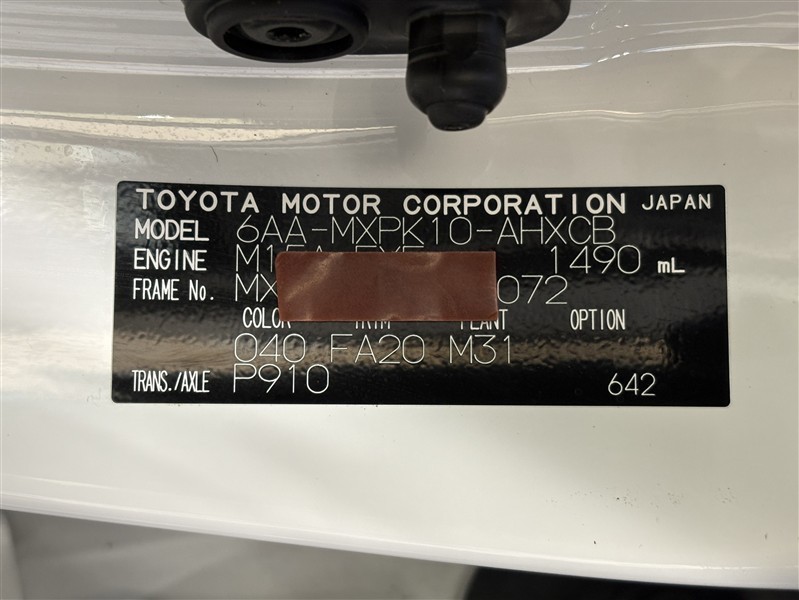 TOYOTA MOTOR CORPORATION JAPAN
MODEL 6AA-MXPK10-AHXCB
ENGINE 1490 mL
FRAME No. MX 072
COLOR TRIM PLANT OPTION
040 FA20 M31
TRANS./AXLE P910 642